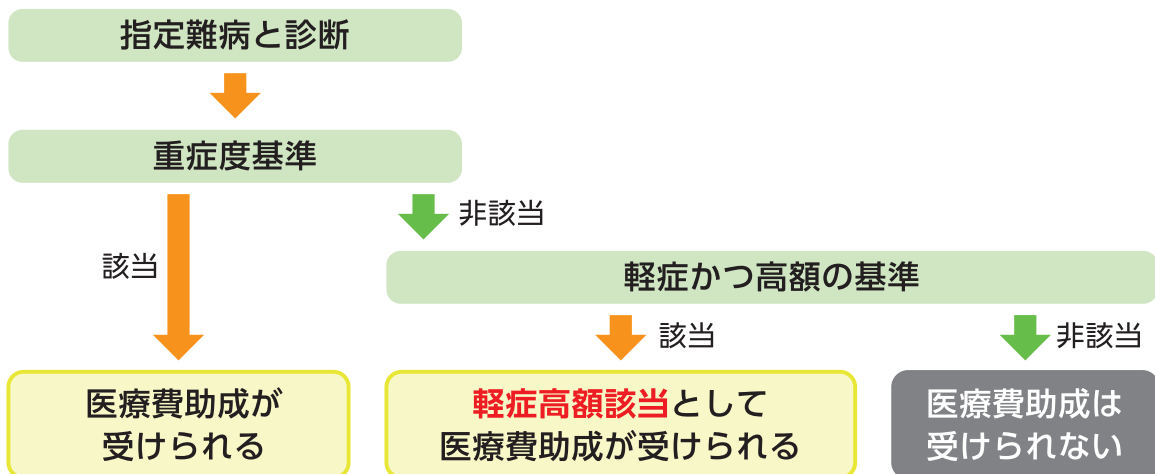 指定難病と診断
重症度基準
非該当
該当
軽症かつ高額の基準
該当
非該当
医療費助成が
受けられる
軽症高額該当として
医療費助成が受けられる
医療費助成は
受けられない